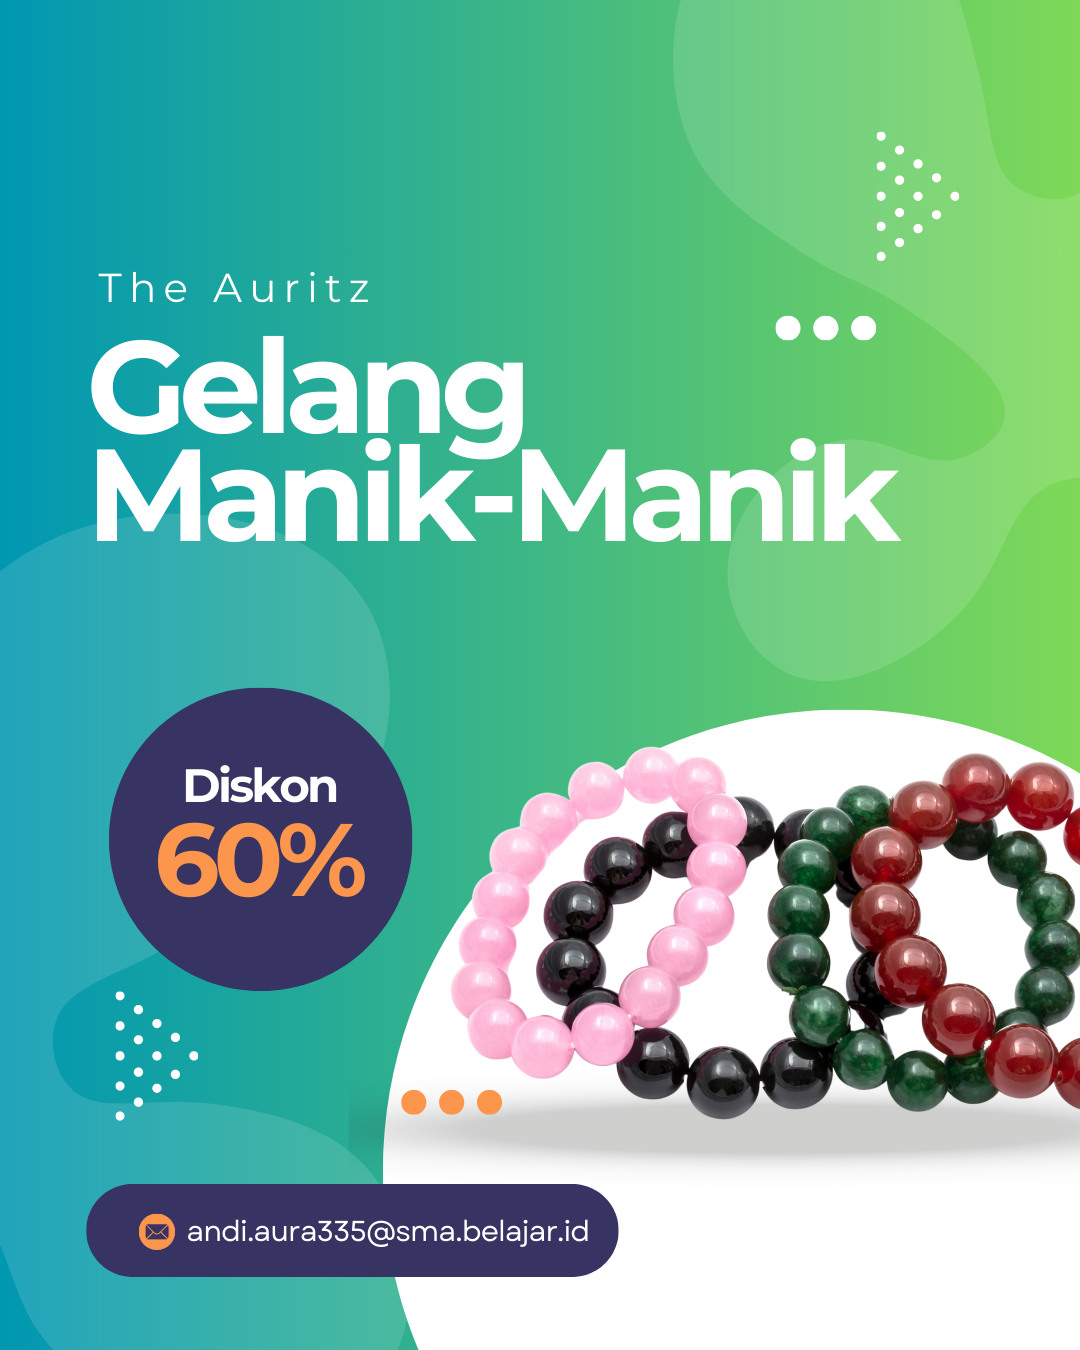 The Auritz
Gelang
Manik-Manik
Diskon
60%
andi.aura335@sma.belajar.id